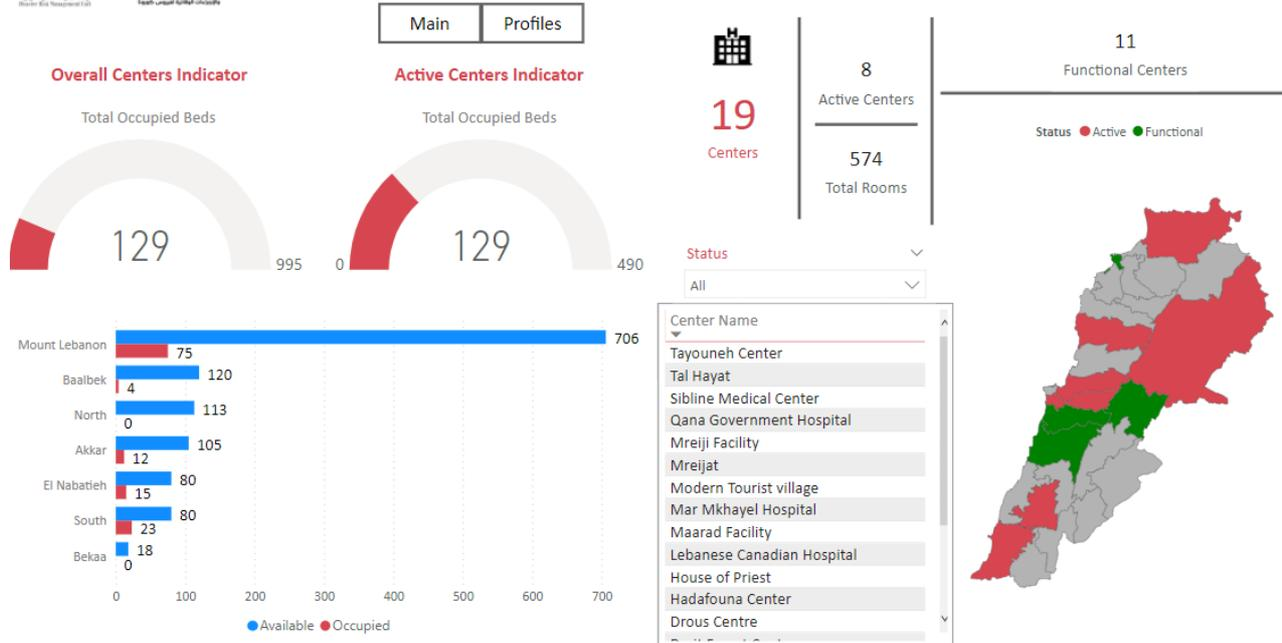 Disaster Risk Management Unit
Main
Profiles
Overall Centers Indicator
Total Occupied Beds
129
995
Active Centers Indicator
Total Occupied Beds
129
0
490
19
Centers
8
Active Centers
574
Total Rooms
11
Functional Centers
Status Active Functional
Status
All
Center Name
Tayouneh Center
Tal Hayat
Sibline Medical Center
Qana Government Hospital
Mreiji Facility
Mreijat
Modern Tourist village
Mar Mkhayel Hospital
Maarad Facility
Lebanese Canadian Hospital
House of Priest
Hadafouna Center
Drous Centre
Mount Lebanon
706
75
Baalbek
120
4
North
113
0
Akkar
105
12
El Nabatieh
80
15
South
80
23
Bekaa
18
0
0 100 200 300 400 500 600 700
Available Occupied